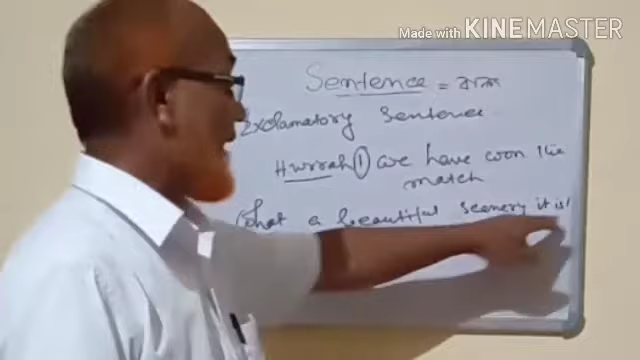 Made with KINEMASTER
Sentence = বাক্য
Exclamatory sentence
Hurrah! we have won the
match
What a beautiful scenery it is!